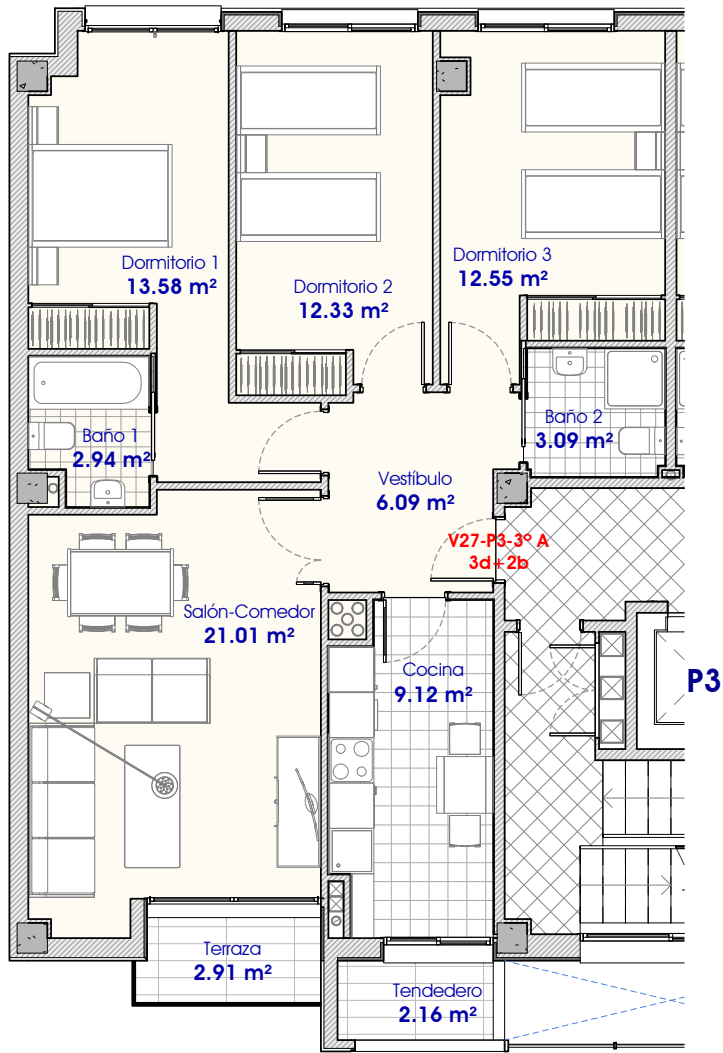 Dormitorio 1
13.58 m²
Dormitorio 2
12.33 m²
Dormitorio 3
12.55 m²
Baño 1
2.94 m²
Baño 2
3.09 m²
Vestíbulo
6.09 m²
V27-P3-3º A
3d+2b
Salón-Comedor
21.01 m²
Cocina
9.12 m²
P3
Terraza
2.91 m²
Tendedero
2.16 m²